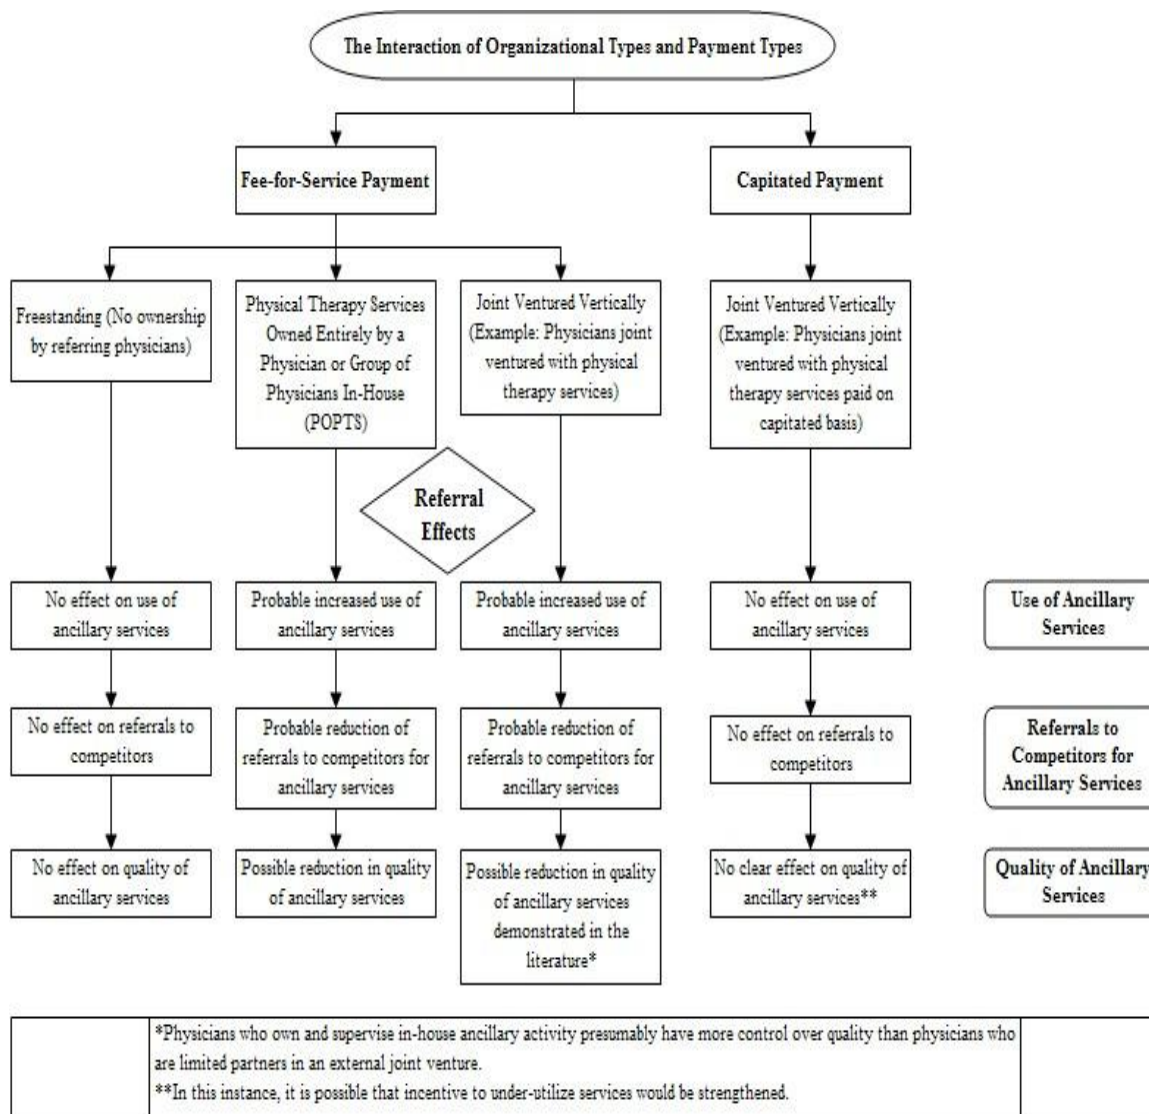 The Interaction of Organizational Types and Payment Types
Fee-for-Service Payment
Capitated Payment
Freestanding (No ownership
by referring physicians)
Physical Therapy Services
Owned Entirely by a
Physician or Group of
Physicians In-House
(POPTS)
Joint Ventured Vertically
(Example: Physicians joint
ventured with physical
therapy services)
Joint Ventured Vertically
(Example: Physicians joint
ventured with physical
therapy services paid on
capitated basis)
Referral
Effects
No effect on use of
ancillary services
Probable increased use of
ancillary services
Probable increased use of
ancillary services
No effect on use of
ancillary services
Use of Ancillary
Services
No effect on referrals to
competitors
Probable reduction of
referrals to competitors for
ancillary services
Probable reduction of
referrals to competitors for
ancillary services
No effect on referrals to
competitors
Referrals to
Competitors for
Ancillary Services
No effect on quality of
ancillary services
Possible reduction in quality
of ancillary services
Possible reduction in quality
of ancillary services
demonstrated in the
literature*
No clear effect on quality of
ancillary services**
Quality of Ancillary
Services
*Physicians who own and supervise in-house ancillary activity presumably have more control over quality than physicians who
are limited partners in an external joint venture.
**In this instance, it is possible that incentive to under-utilize services would be strengthened.